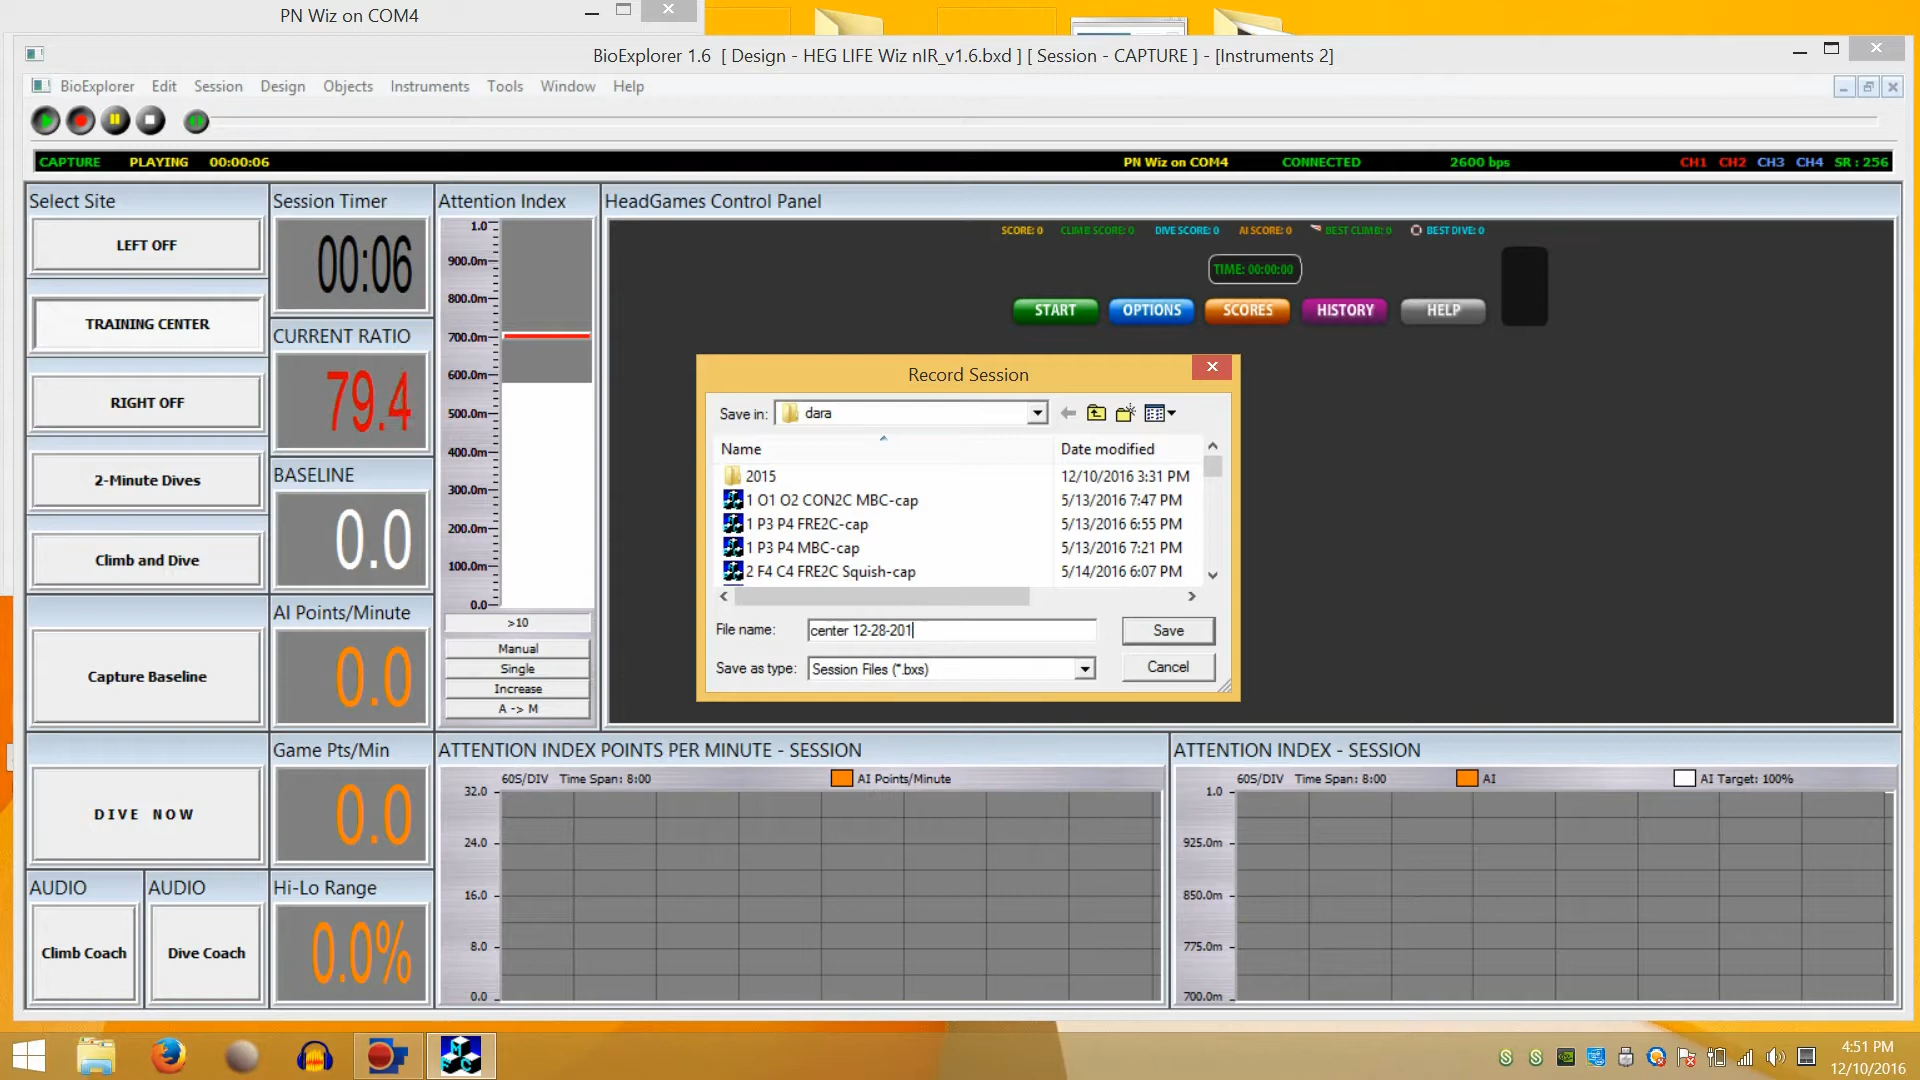 PN Wiz on COM4
BioExplorer 1.6 [ Design - HEG LIFE Wiz nIR_v1.6.bxd ] [ Session - CAPTURE ] - [Instruments 2]
BioExplorer Edit Session Design Objects Instruments Tools Window Help
CAPTURE PLAYING 00:00:06 PN Wiz on COM4 CONNECTED 2600 bps CH1 CH2 CH3 CH4 SR : 256
Select Site
LEFT OFF
TRAINING CENTER
RIGHT OFF
2-Minute Dives
Climb and Dive
Capture Baseline
DIVE NOW
AUDIO
Climb Coach
AUDIO
Dive Coach
Session Timer
00:06
CURRENT RATIO
79.4
BASELINE
0.0
AI Points/Minute
0.0
Game Pts/Min
0.0
Hi-Lo Range
0.0%
Attention Index
1.0
900.0m
800.0m
700.0m
600.0m
500.0m
400.0m
300.0m
200.0m
100.0m
0.0
>10
Manual
Single
Increase
A -> M
HeadGames Control Panel
SCORE: 0 CLIMB SCORE: 0 DIVE SCORE: 0 AI SCORE: 0 BEST CLIMB: 0 BEST DIVE: 0
TIME: 00:00:00
START OPTIONS SCORES HISTORY HELP
Record Session
Save in: dara
Name Date modified
2015 12/10/2016 3:31 PM
1 O1 O2 CON2C MBC-cap 5/13/2016 7:47 PM
1 P3 P4 FRE2C-cap 5/13/2016 6:55 PM
1 P3 P4 MBC-cap 5/13/2016 7:21 PM
2 F4 C4 FRE2C Squish-cap 5/14/2016 6:07 PM
File name: center 12-28-201 Save
Save as type: Session Files (*.bxs) Cancel
ATTENTION INDEX POINTS PER MINUTE - SESSION
60S/DIV Time Span: 8:00 AI Points/Minute
32.0
24.0
16.0
8.0
0.0
ATTENTION INDEX - SESSION
60S/DIV Time Span: 8:00 AI AI Target: 100%
1.0
925.0m
850.0m
775.0m
700.0m
4:51 PM
12/10/2016